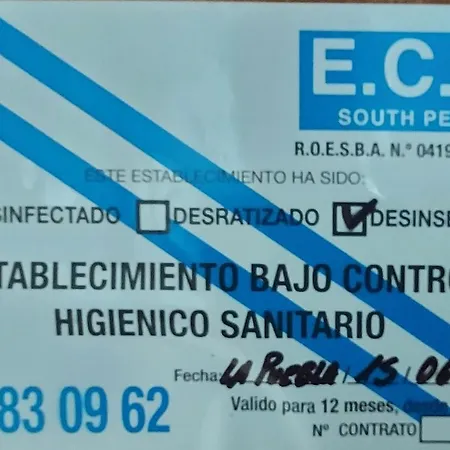 E.C.
SOUTH PE
R.O.E.S.B.A. N.º 0419
ESTE ESTABLECIMIENTO HA SIDO:
SINFECTADO DESRATIZADO DESINSE
TABLECIMIENTO BAJO CONTRO
HIGIENICO SANITARIO
Fecha: LA PUEBLA / 15 / 06
83 09 62 Valido para 12 meses, desde
Nº CONTRATO